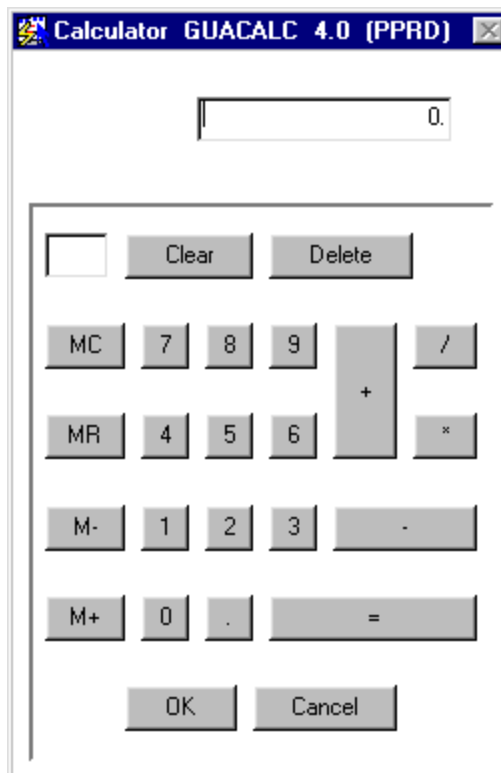 Calculator GUACALC 4.0 (PPRD)
0.
Clear Delete
MC 7 8 9 + /
MR 4 5 6 *
M- 1 2 3 -
M+ 0 . =
OK Cancel